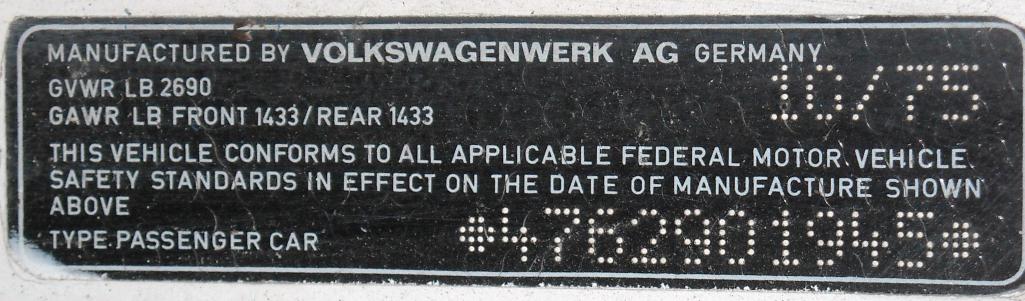 MANUFACTURED BY VOLKSWAGENWERK AG GERMANY
GVWR LB 2690 10/75
GAWR LB FRONT 1433/REAR 1433
THIS VEHICLE CONFORMS TO ALL APPLICABLE FEDERAL MOTOR VEHICLE
SAFETY STANDARDS IN EFFECT ON THE DATE OF MANUFACTURE SHOWN
ABOVE
TYPE PASSENGER CAR 4762901945